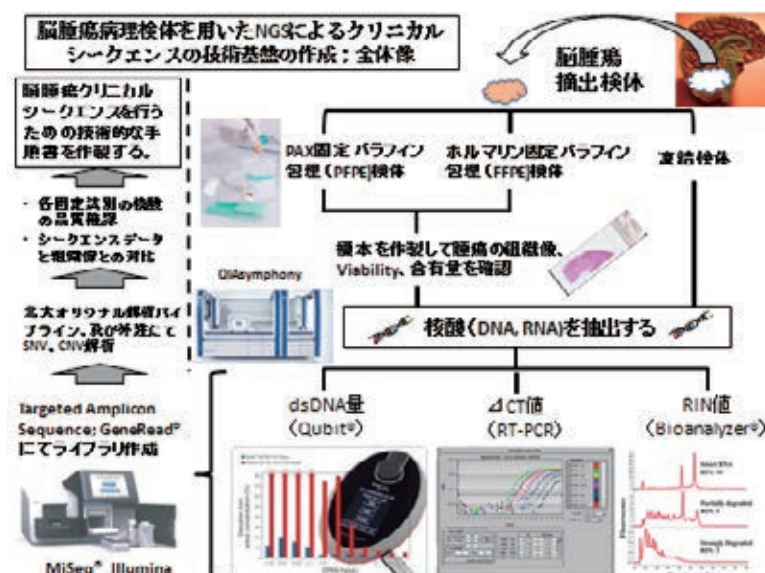 脳腫瘍病理検体を用いたNGSによるクリニカル
シークエンスの技術基盤の作成：全体像
脳腫瘍
摘出検体
脳腫瘍クリニカル
シークエンスを行う
ための技術的な手
順書を作製する。
PAX固定パラフィン
包埋（PFPE)検体
ホルマリン固定パラフィン
包埋（FFPE)検体
凍結検体
・ 各固定法別の核酸
の品質確認
・ シークエンスデータ
と組織像との対比
標本を作製して腫瘍の組織像、
Viability、含有量を確認
QIAsymphony
北大オリジナル解析パイ
プライン、及び外注にて
SNV、CNV解析
核酸（DNA, RNA)を抽出する
Targeted Amplicon
Sequence; GeneRead®
にてライブラリ作成
dsDNA量
（Qubit®）
⊿CT値
（RT-PCR）
RIN値
（Bioanalyzer®）
MiSeq® Illumina